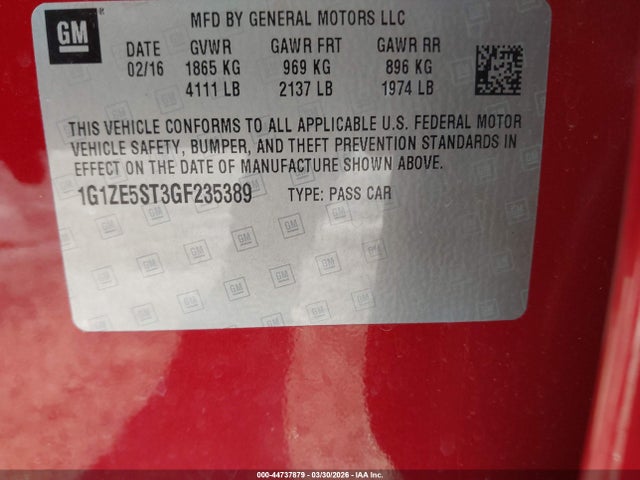 GM
MFD BY GENERAL MOTORS LLC
DATE GVWR GAWR FRT GAWR RR
02/16 1865 KG 969 KG 896 KG
4111 LB 2137 LB 1974 LB
THIS VEHICLE CONFORMS TO ALL APPLICABLE U.S. FEDERAL MOTOR
VEHICLE SAFETY, BUMPER, AND THEFT PREVENTION STANDARDS IN
EFFECT ON THE DATE OF MANUFACTURE SHOWN ABOVE.
1G1ZE5ST3GF235389 TYPE: PASS CAR
000-44737879 | 03/30/2026 - IAA Inc.